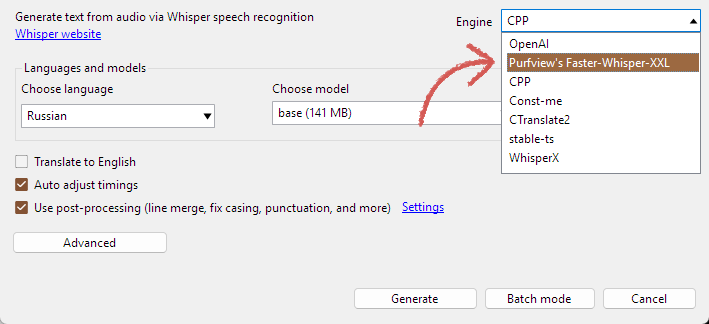 Generate text from audio via Whisper speech recognition
Engine CPP
Whisper website
OpenAI
Purfview's Faster-Whisper-XXL
CPP
Const-me
CTranslate2
stable-ts
WhisperX
Languages and models
Choose language
Choose model
Russian
base (141 MB)
Translate to English
Auto adjust timings
Use post-processing (line merge, fix casing, punctuation, and more) Settings
Advanced
Generate
Batch mode
Cancel